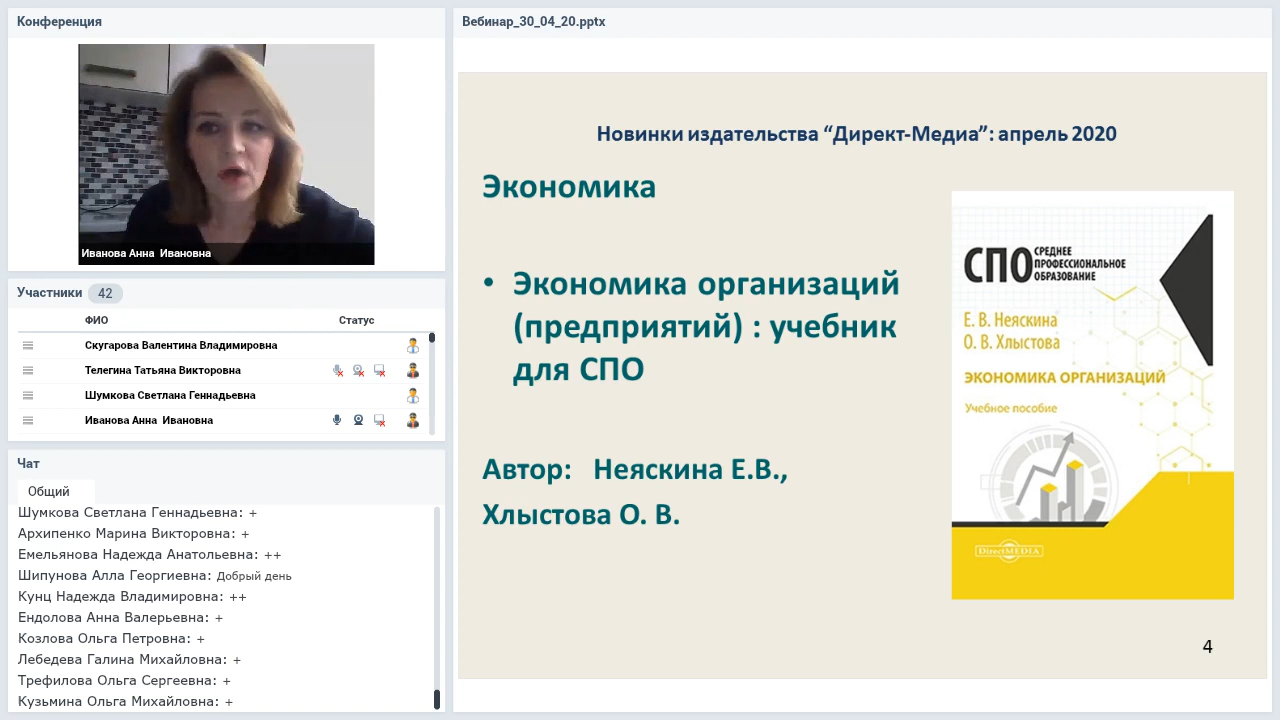 Конференция
Иванова Анна  Ивановна
Участники 42
ФИО Статус
Скугарова Валентина Владимировна
Телегина Татьяна Викторовна
Шумкова Светлана Геннадьевна
Иванова Анна  Ивановна
Чат
Общий
Шумкова Светлана Геннадьевна: +
Архипенко Марина Викторовна: +
Емельянова Надежда Анатольевна: ++
Шипунова Алла Георгиевна: Добрый день
Кунц Надежда Владимировна: ++
Ендолова Анна Валерьевна: +
Козлова Ольга Петровна: +
Лебедева Галина Михайловна: +
Трефилова Ольга Сергеевна: +
Кузьмина Ольга Михайловна: +
Вебинар_30_04_20.pptx
Новинки издательства “Директ-Медиа”: апрель 2020
Экономика
• Экономика организаций
(предприятий) : учебник
для СПО
Автор: Неяскина Е.В.,
Хлыстова О. В.
СПО СРЕДНЕЕ
ПРОФЕССИОНАЛЬНОЕ
ОБРАЗОВАНИЕ
Е. В. Неяскина
О. В. Хлыстова
ЭКОНОМИКА ОРГАНИЗАЦИЙ
Учебное пособие
DirectMEDIA
4